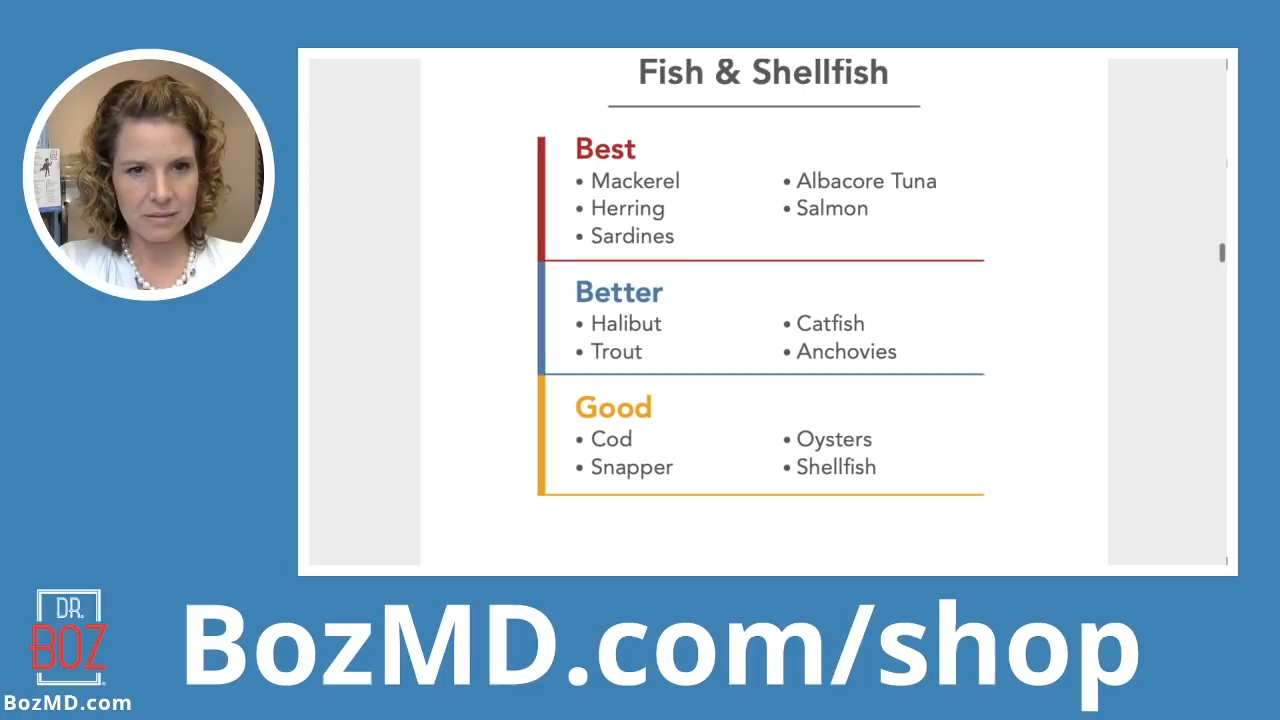 Fish & Shellfish
Best
• Mackerel
• Herring
• Sardines
• Albacore Tuna
• Salmon
Better
• Halibut
• Trout
• Catfish
• Anchovies
Good
• Cod
• Snapper
• Oysters
• Shellfish
DR.
BOZ
BozMD.com
BozMD.com/shop